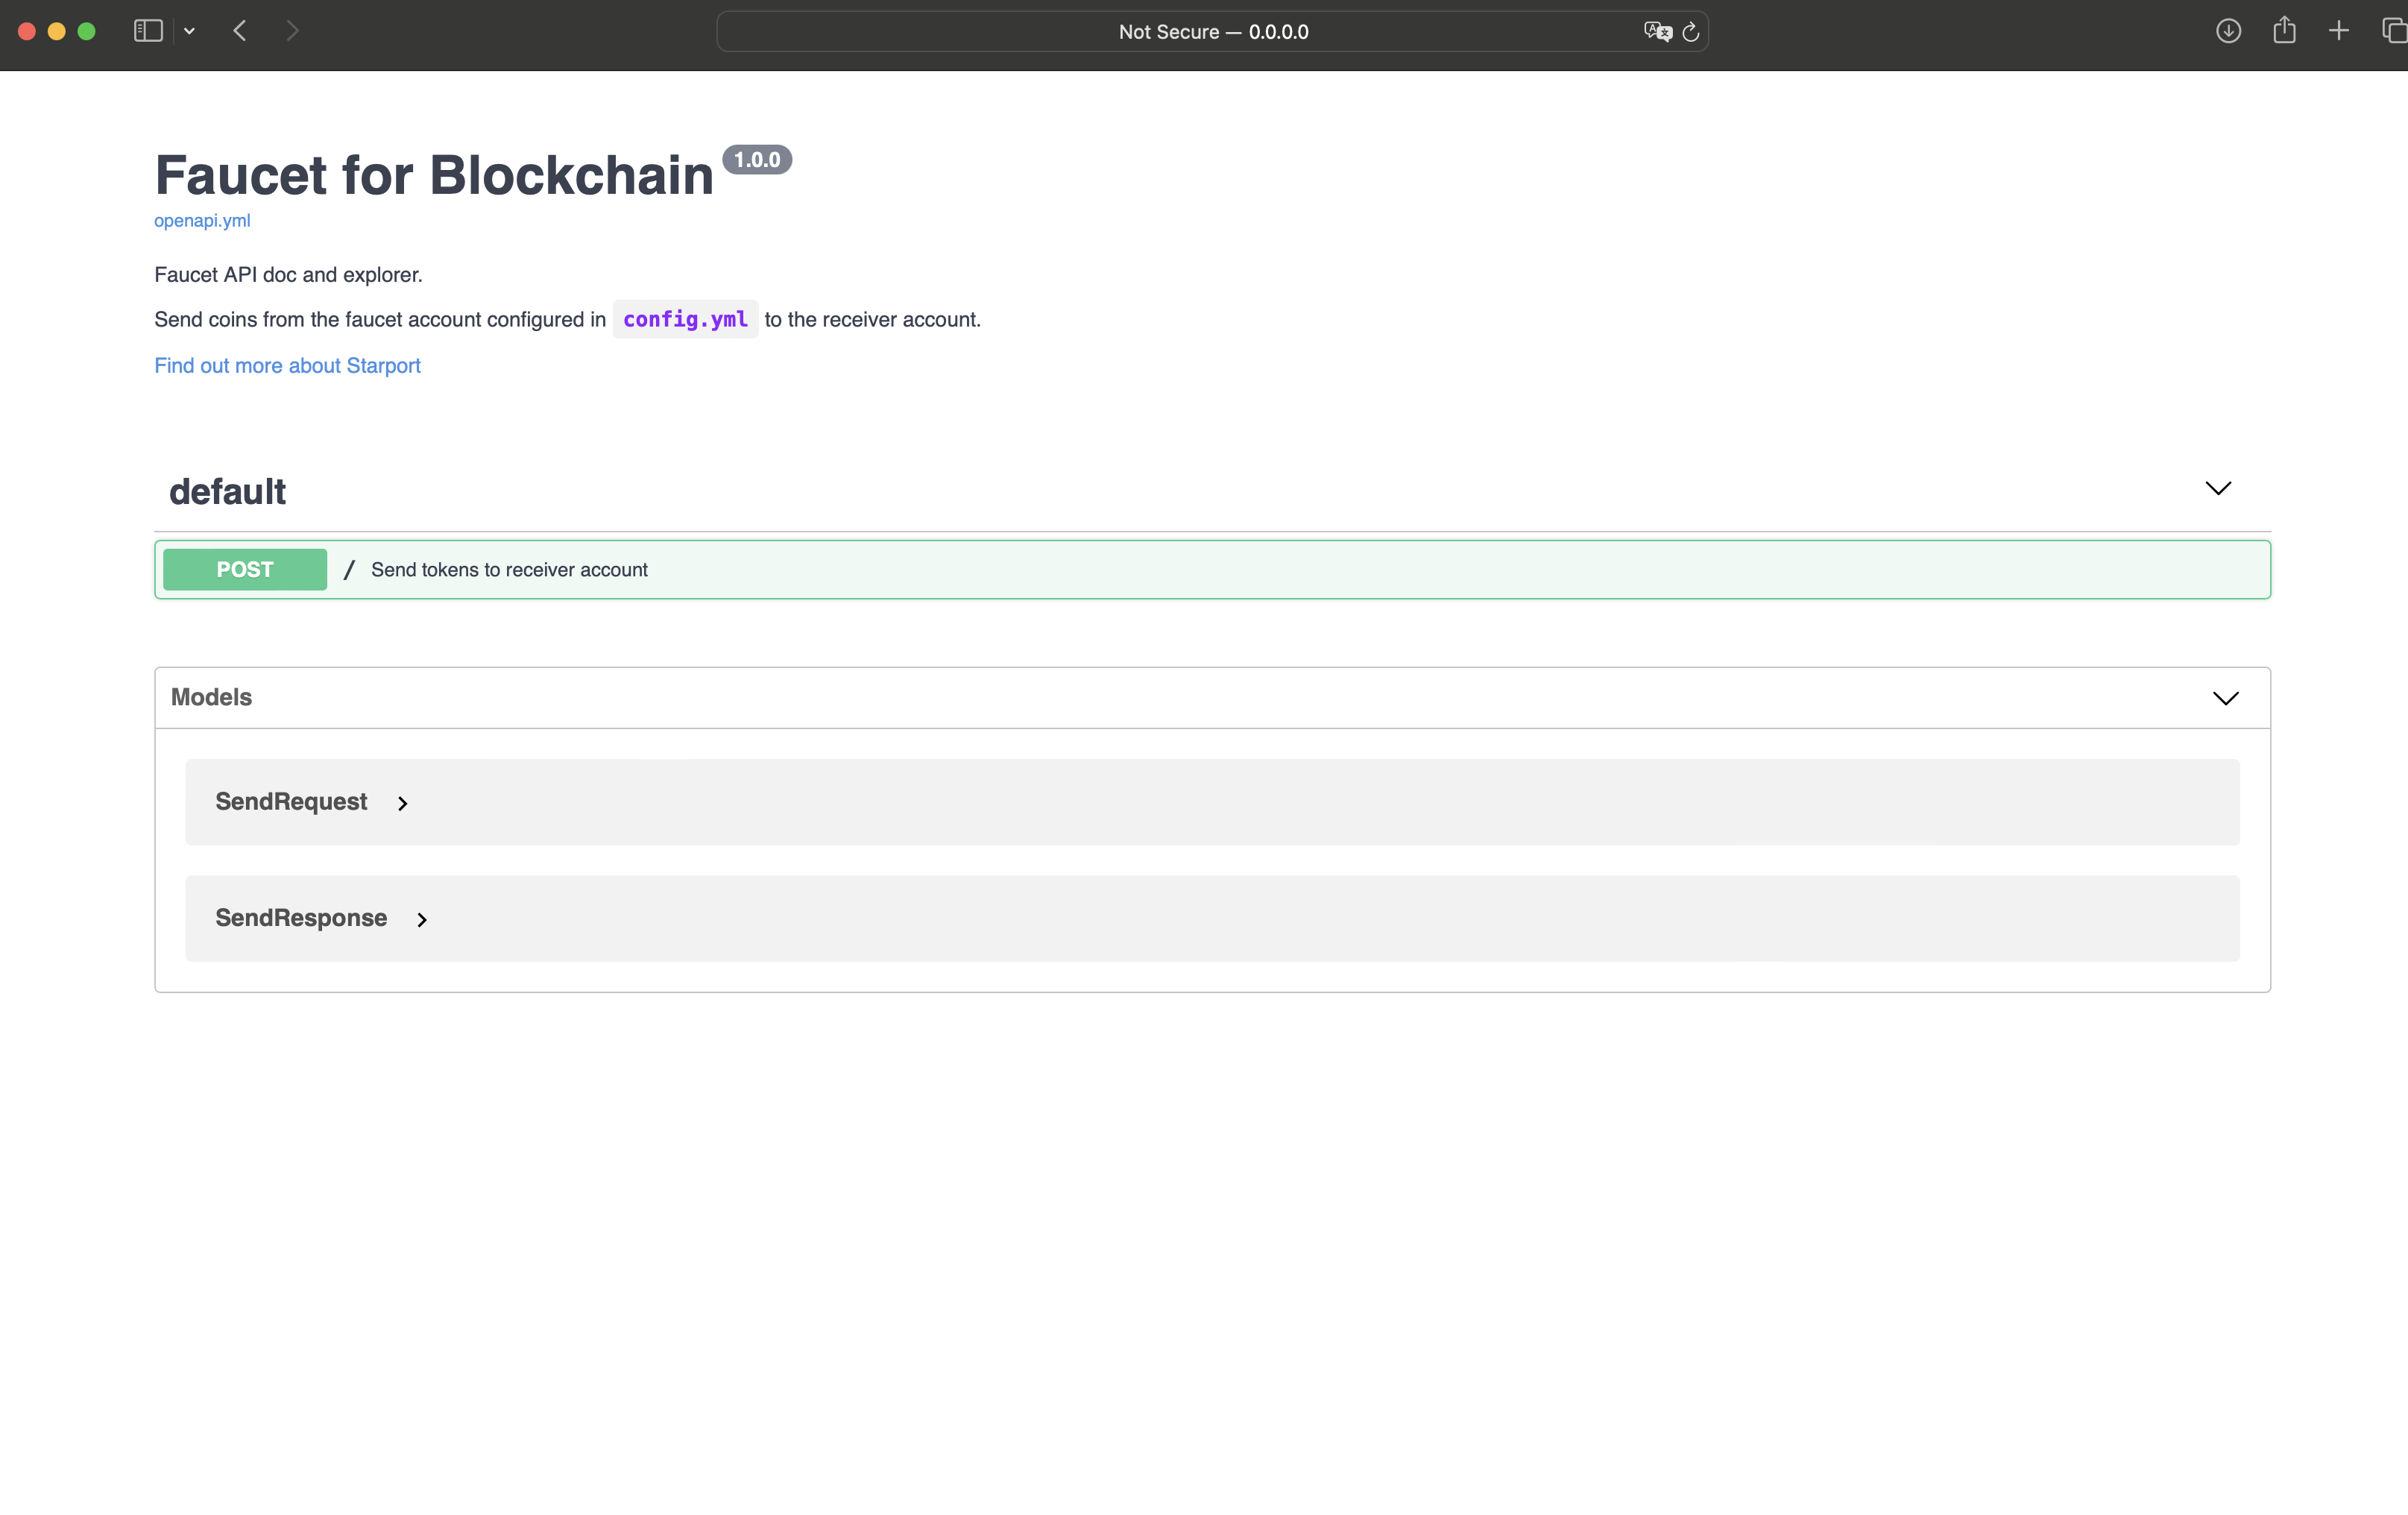 Not Secure — 0.0.0.0
Faucet for Blockchain 1.0.0
openapi.yml
Faucet API doc and explorer.
Send coins from the faucet account configured in config.yml to the receiver account.
Find out more about Starport
default
POST / Send tokens to receiver account
Models
SendRequest
SendResponse